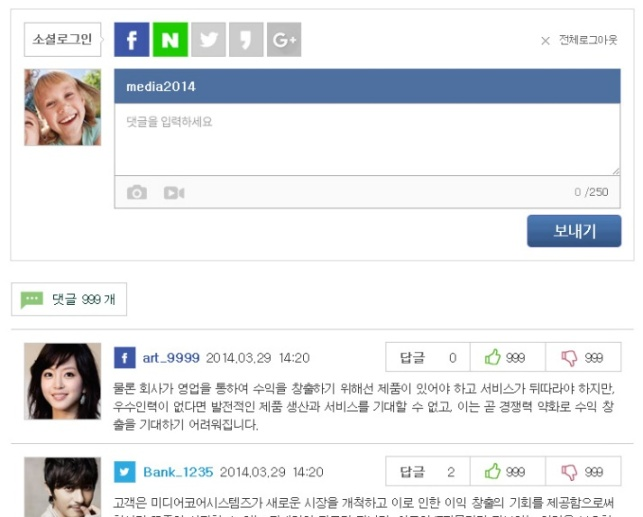 소셜로그인
f N G+
× 전체로그아웃
media2014
댓글을 입력하세요
0 /250
보내기
댓글 999 개
f art_9999 2014.03.29 14:20 답글 0 999 999
물론 회사가 영업을 통하여 수익을 창출하기 위해선 제품이 있어야 하고 서비스가 뒤따라야 하지만,
우수인력이 없다면 발전적인 제품 생산과 서비스를 기대할 수 없고, 이는 곧 경쟁력 약화로 수익 창
출을 기대하기 어려워집니다.
Bank_1235 2014.03.29 14:20 답글 2 999 999
고객은 미디어코어시스템즈가 새로운 시장을 개척하고 이로 인한 이익 창출의 기회를 제공함으로써